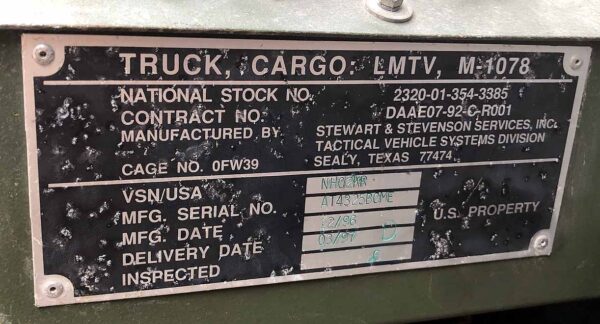 TRUCK, CARGO: LMTV, M-1078
NATIONAL STOCK NO. 2320-01-354-3385
CONTRACT NO. DAAE07-92-C-R001
MANUFACTURED BY STEWART & STEVENSON SERVICES, INC.
TACTICAL VEHICLE SYSTEMS DIVISION
CAGE NO. 0FW39 SEALY, TEXAS 77474
VSN/USA
MFG. SERIAL NO.
MFG. DATE 12/96
DELIVERY DATE 03/97
INSPECTED
U.S. PROPERTY